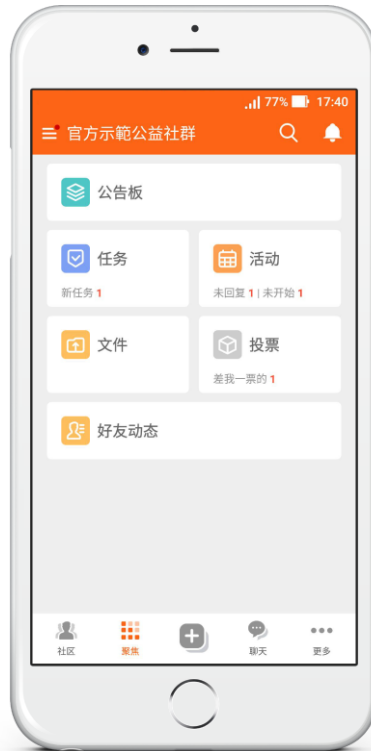 77% 17:40
官方示範公益社群
公告板
任务
活动
新任务 1
未回复 1 | 未开始 1
文件
投票
差我一票的 1
好友动态
社区
聚焦
聊天
更多